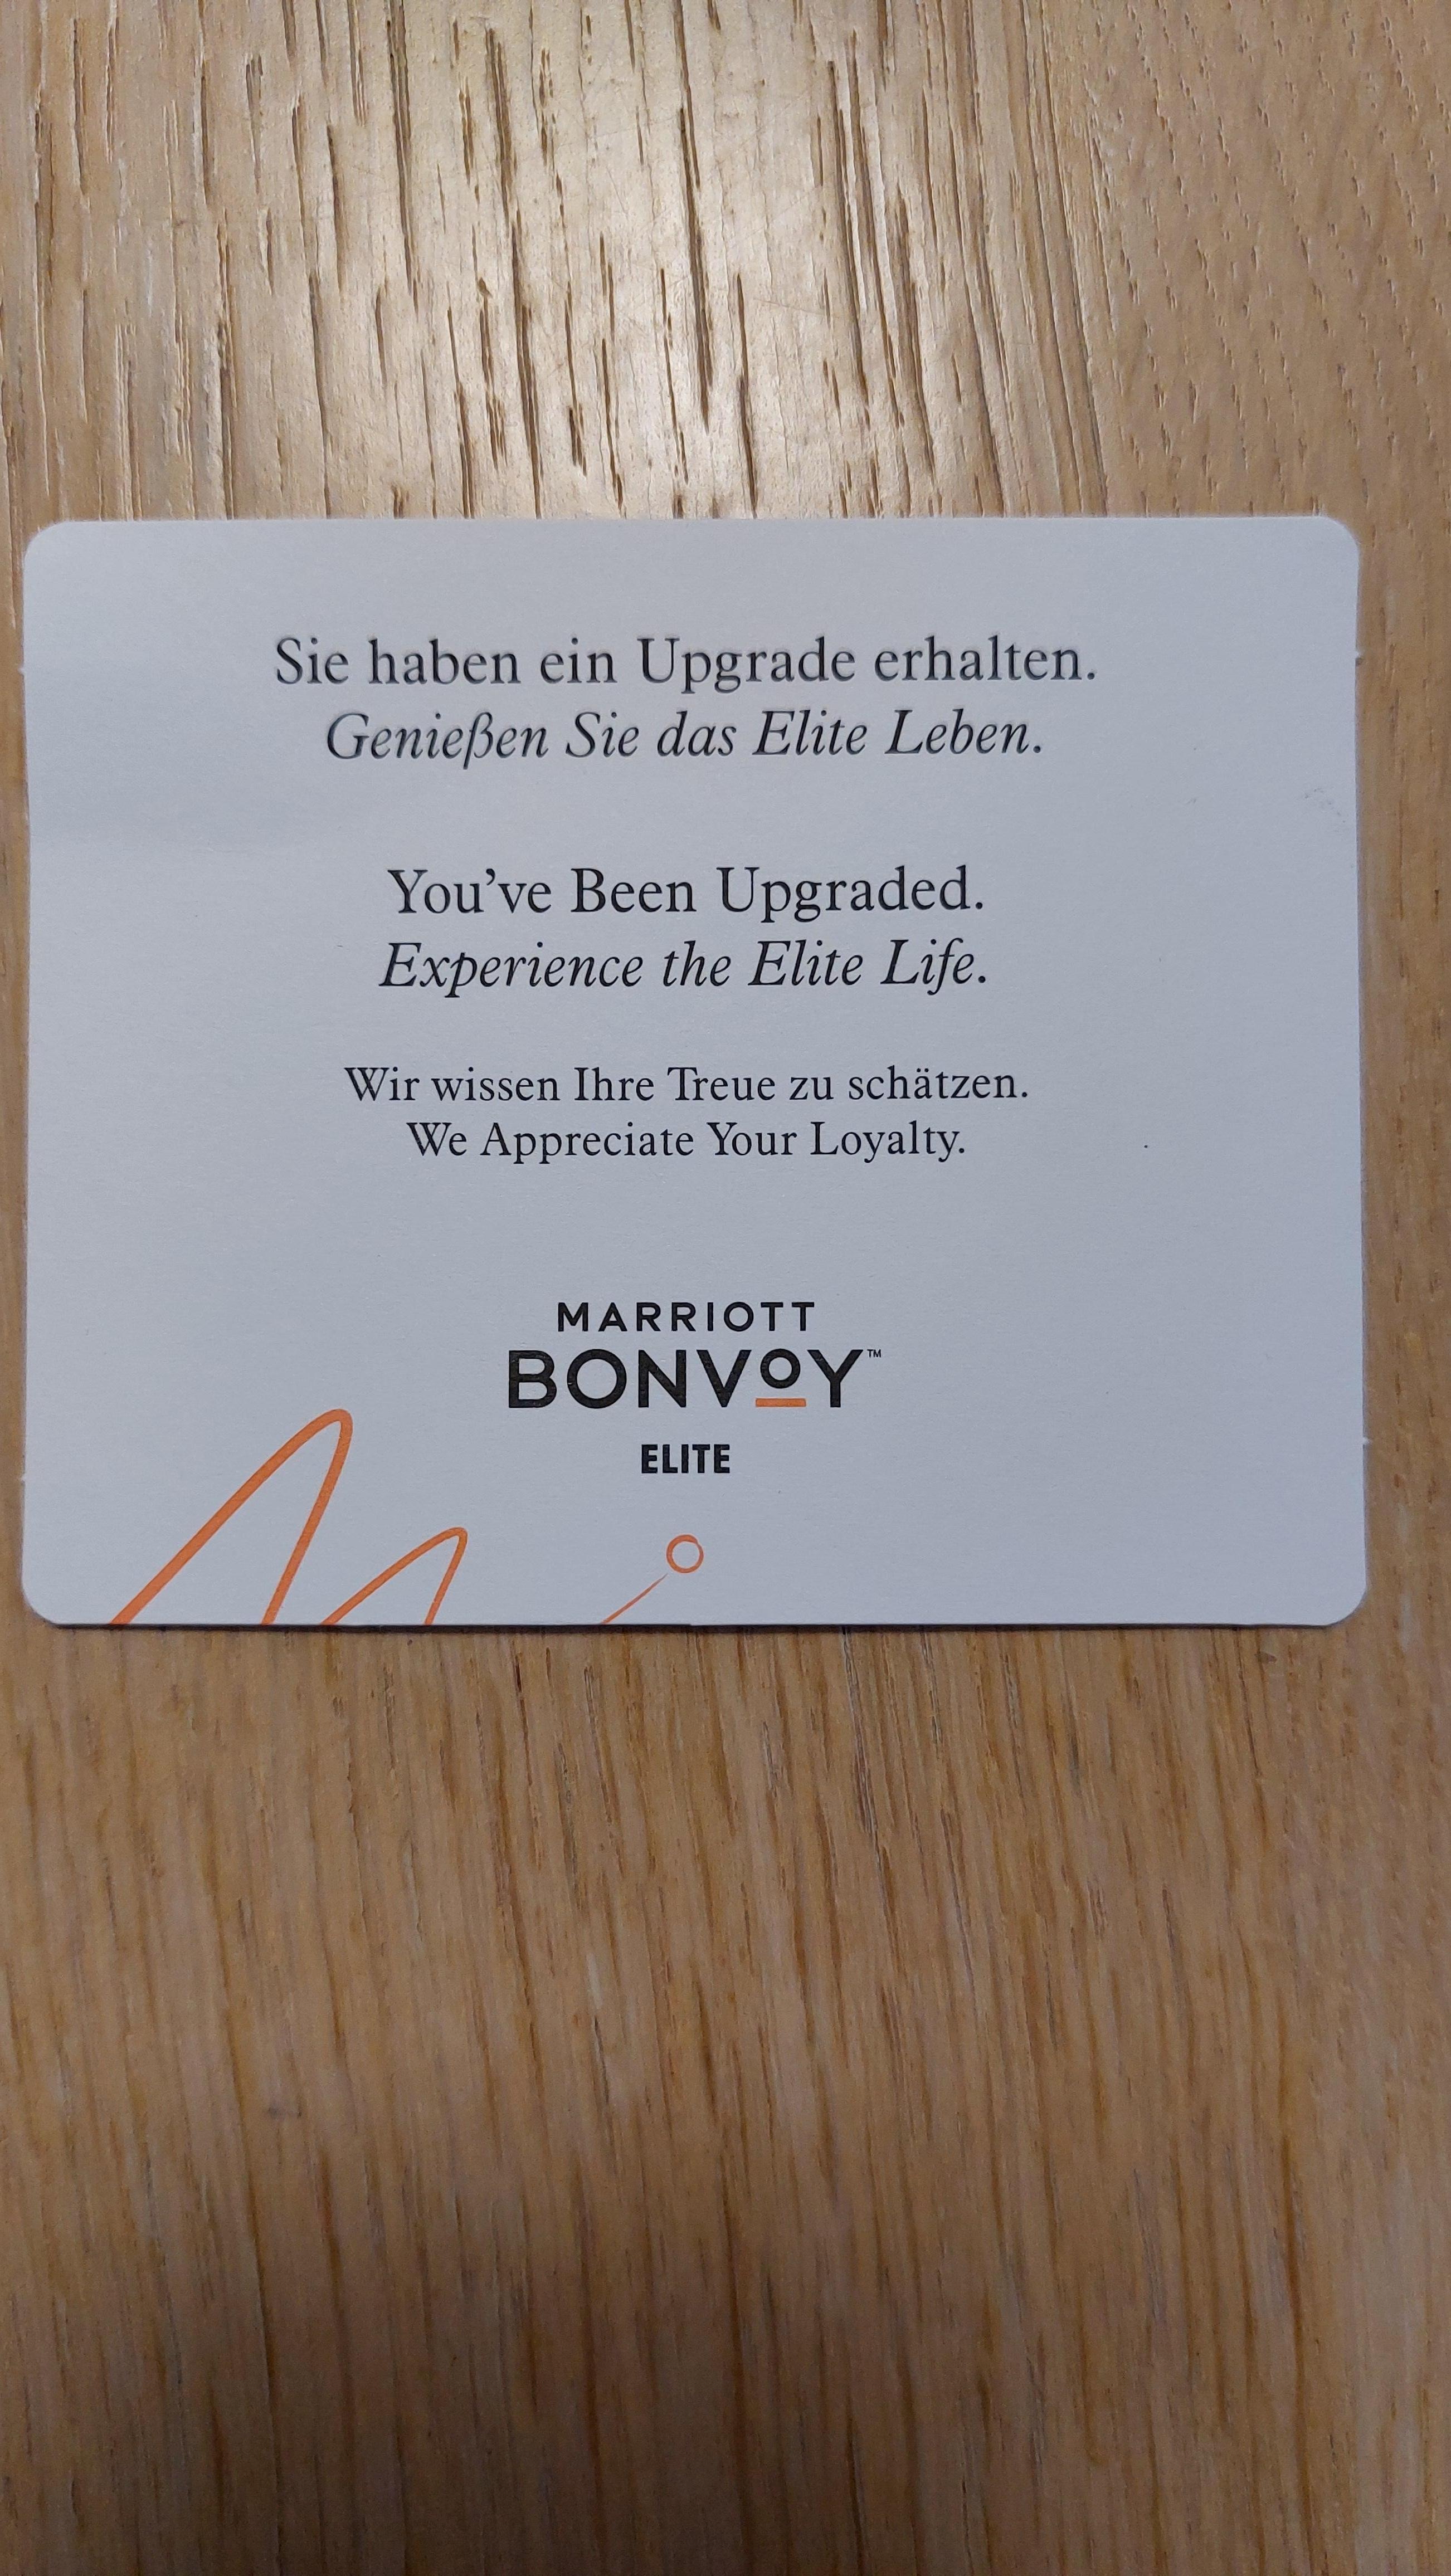 Sie haben ein Upgrade erhalten.
Genießen Sie das Elite Leben.
You've Been Upgraded.
Experience the Elite Life.
Wir wissen Ihre Treue zu schätzen.
We Appreciate Your Loyalty.
MARRIOTT
BONVOY™
ELITE